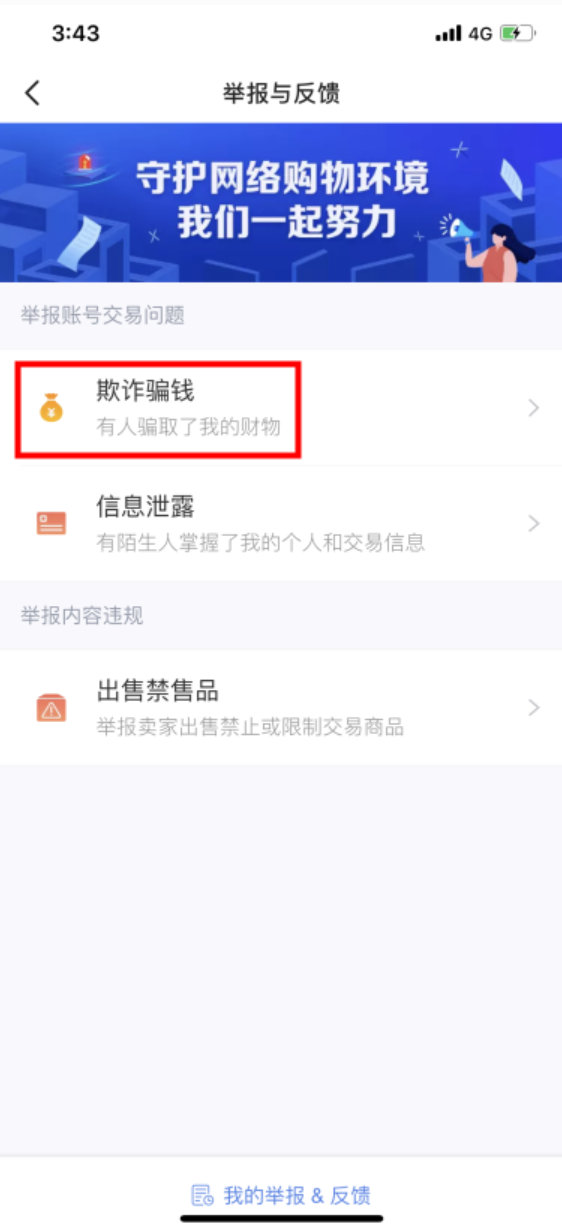 3:43
4G
举报与反馈
守护网络购物环境
我们一起努力
举报账号交易问题
欺诈骗钱
有人骗取了我的财物
信息泄露
有陌生人掌握了我的个人和交易信息
举报内容违规
出售禁售品
举报卖家出售禁止或限制交易商品
我的举报 & 反馈